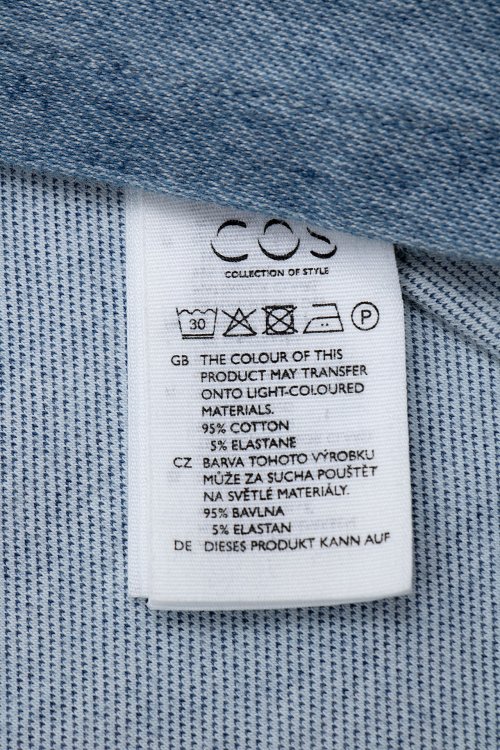 COS
COLLECTION OF STYLE
30 P
GB THE COLOUR OF THIS
PRODUCT MAY TRANSFER
ONTO LIGHT-COLOURED
MATERIALS.
95% COTTON
5% ELASTANE
CZ BARVA TOHOTO VÝROBKU
MŮŽE ZA SUCHA POUŠTĚT
NA SVĚTLÉ MATERIÁLY.
95% BAVLNA
5% ELASTAN
DE DIESES PRODUKT KANN AUF